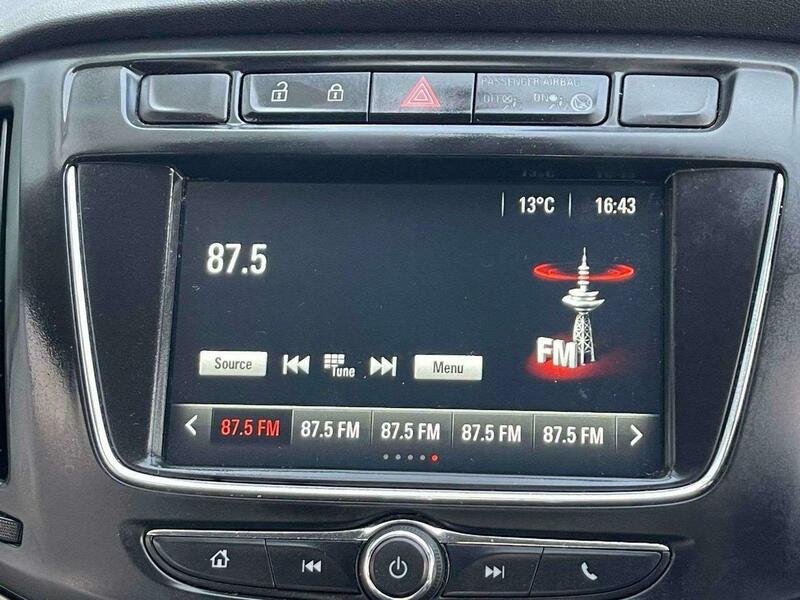 PASSENGER AIRBAG
OFF ON
13°C 16:43
87.5
FM
Source Tune Menu
87.5 FM 87.5 FM 87.5 FM 87.5 FM 87.5 FM